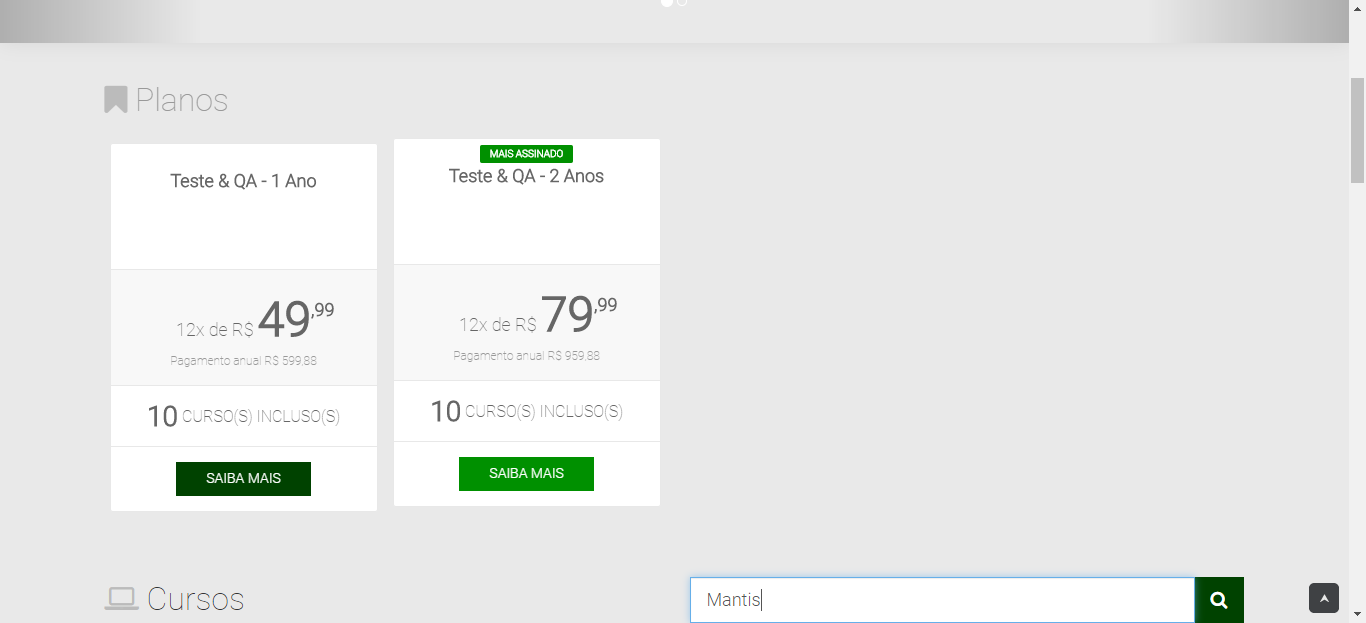 Planos
Teste & QA - 1 Ano
12x de R$ 49,99
Pagamento anual R$ 599,88
10 CURSO(S) INCLUSO(S)
SAIBA MAIS
MAIS ASSINADO
Teste & QA - 2 Anos
12x de R$ 79,99
Pagamento anual R$ 959,88
10 CURSO(S) INCLUSO(S)
SAIBA MAIS
Cursos
Mantis